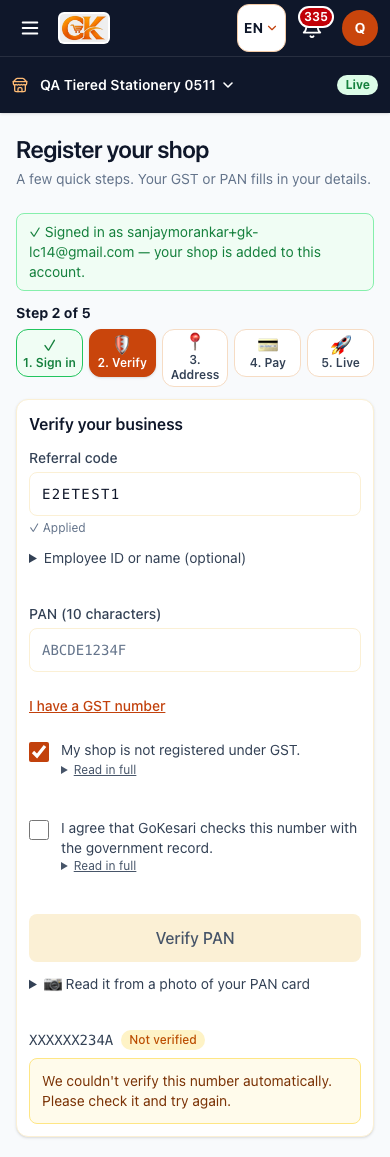 GK
EN
335
Q
QA Tiered Stationery 0511
Live
Register your shop
A few quick steps. Your GST or PAN fills in your details.
✓ Signed in as sanjaymorankar+gk-
lc14@gmail.com — your shop is added to this
account.
Step 2 of 5
✓
1. Sign in
2. Verify
3.
Address
4. Pay
5. Live
Verify your business
Referral code
E2ETEST1
✓ Applied
Employee ID or name (optional)
PAN (10 characters)
ABCDE1234F
I have a GST number
My shop is not registered under GST.
Read in full
I agree that GoKesari checks this number with
the government record.
Read in full
Verify PAN
Read it from a photo of your PAN card
XXXXXX234A Not verified
We couldn't verify this number automatically.
Please check it and try again.